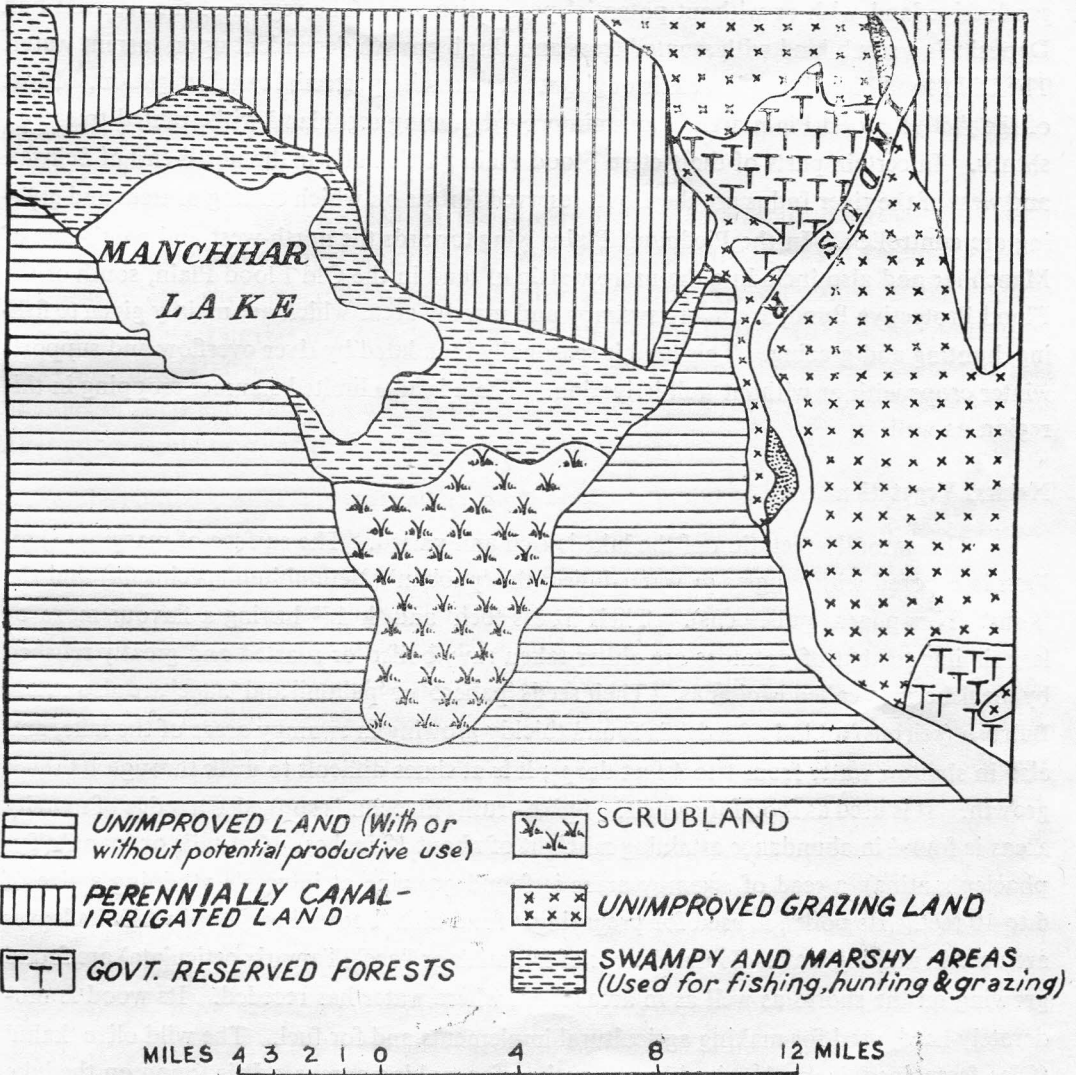 MANCHHAR
LAKE
INDUS
UNIMPROVED LAND (With or
without potential productive use)
PERENNIALLY CANAL-
IRRIGATED LAND
GOVT. RESERVED FORESTS
SCRUBLAND
UNIMPROVED GRAZING LAND
SWAMPY AND MARSHY AREAS
(Used for fishing, hunting & grazing)
MILES 4 3 2 1 0 4 8 12 MILES